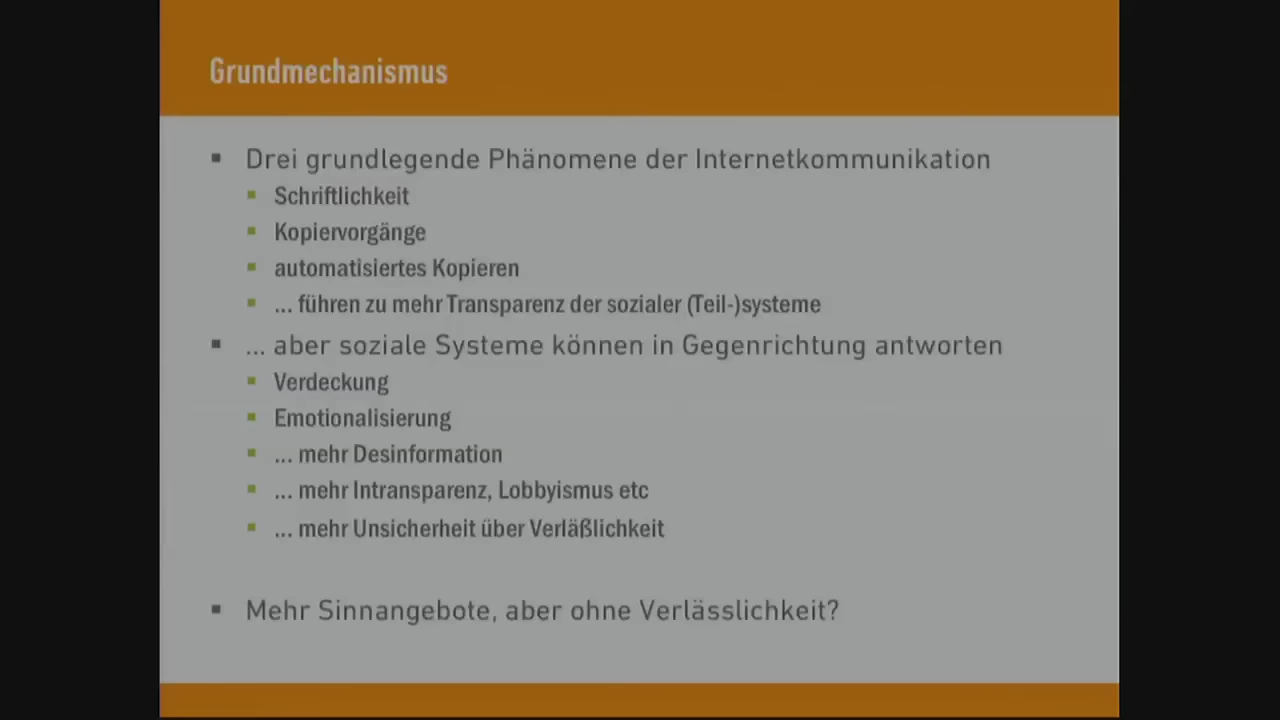 Grundmechanismus
Drei grundlegende Phänomene der Internetkommunikation
Schriftlichkeit
Kopiervorgänge
automatisiertes Kopieren
... führen zu mehr Transparenz der sozialer (Teil-)systeme
... aber soziale Systeme können in Gegenrichtung antworten
Verdeckung
Emotionalisierung
... mehr Desinformation
... mehr Intransparenz, Lobbyismus etc
... mehr Unsicherheit über Verläßlichkeit
Mehr Sinnangebote, aber ohne Verlässlichkeit?